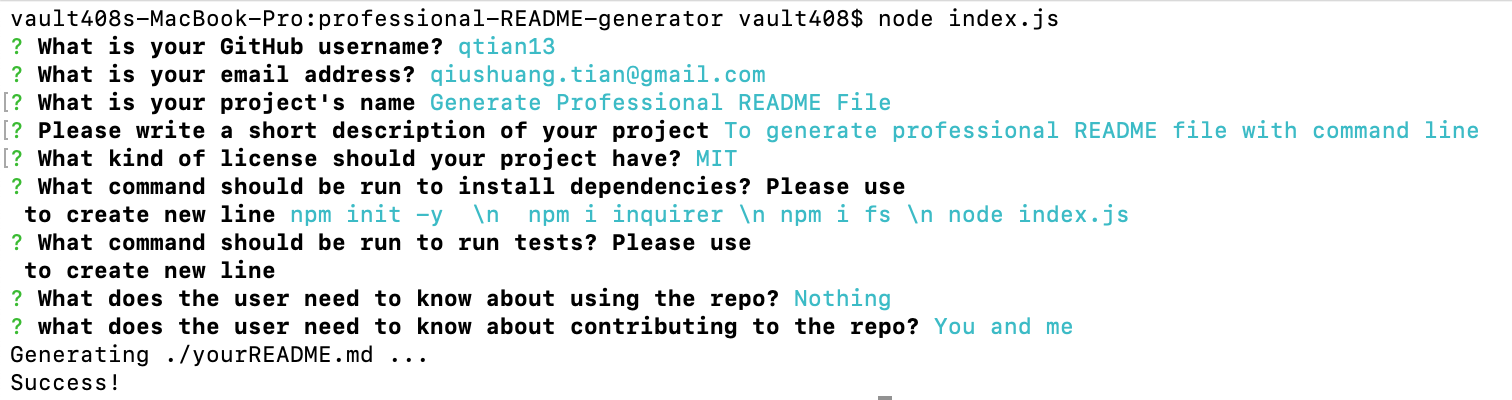 vault408s-MacBook-Pro:professional-README-generator vault408$ node index.js
? What is your GitHub username? qtian13
? What is your email address? qiushuang.tian@gmail.com
[? What is your project's name Generate Professional README File
[? Please write a short description of your project To generate professional README file with command line
[? What kind of license should your project have? MIT
? What command should be run to install dependencies? Please use
 to create new line npm init -y  \n  npm i inquirer \n npm i fs \n node index.js
? What command should be run to run tests? Please use
 to create new line
? What does the user need to know about using the repo? Nothing
? what does the user need to know about contributing to the repo? You and me
Generating ./yourREADME.md ...
Success!